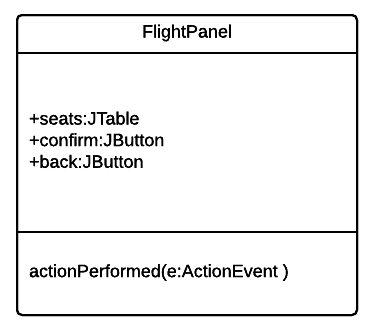 FlightPanel
+seats:JTable
+confirm:JButton
+back:JButton
actionPerformed(e:ActionEvent )